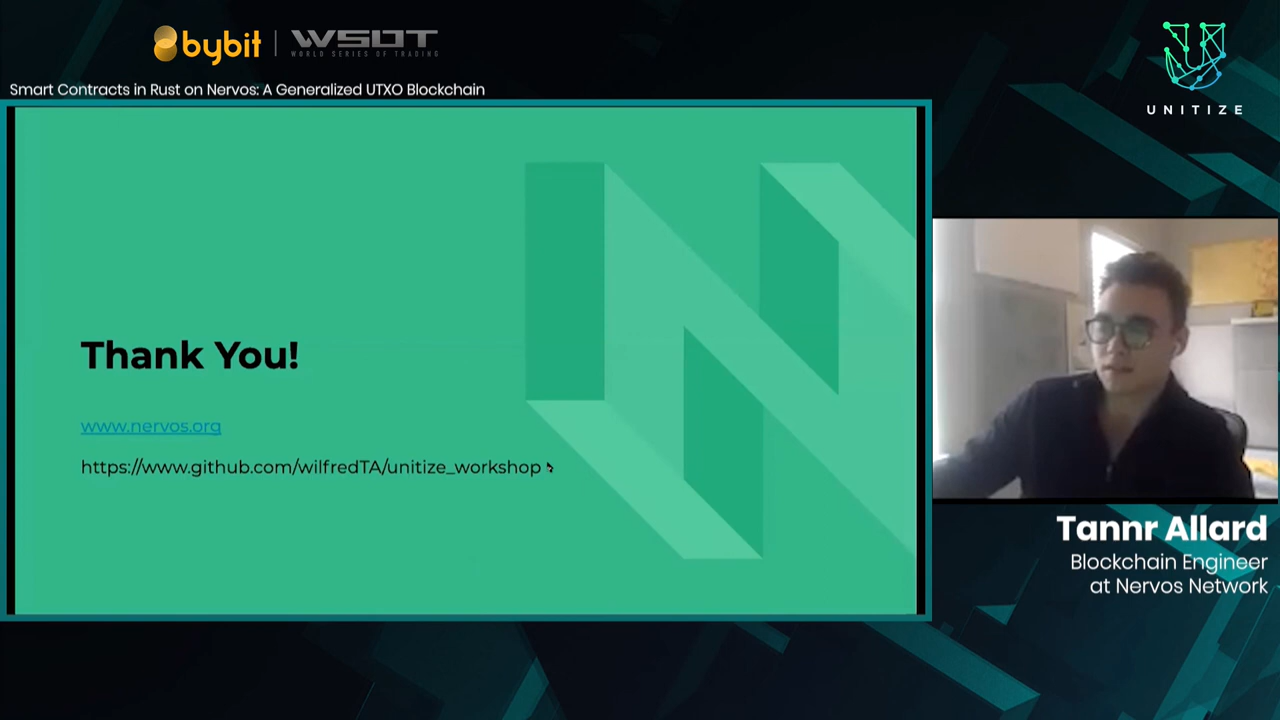 bybit | WSOT
WORLD SERIES OF TRADING
UNITIZE
Smart Contracts in Rust on Nervos: A Generalized UTXO Blockchain
Thank You!
www.nervos.org
https://www.github.com/wilfredTA/unitize_workshop
Tannr Allard
Blockchain Engineer
at Nervos Network